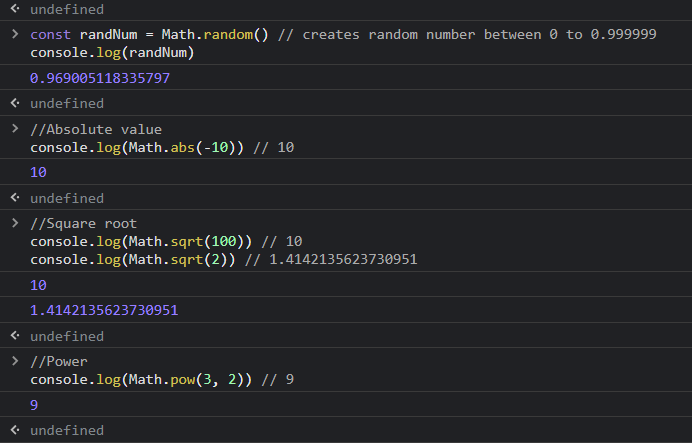 undefined
const randNum = Math.random() // creates random number between 0 to 0.999999
console.log(randNum)
0.969005118335797
undefined
//Absolute value
console.log(Math.abs(-10)) // 10
10
undefined
//Square root
console.log(Math.sqrt(100)) // 10
console.log(Math.sqrt(2)) // 1.4142135623730951
10
1.4142135623730951
undefined
//Power
console.log(Math.pow(3, 2)) // 9
9
undefined